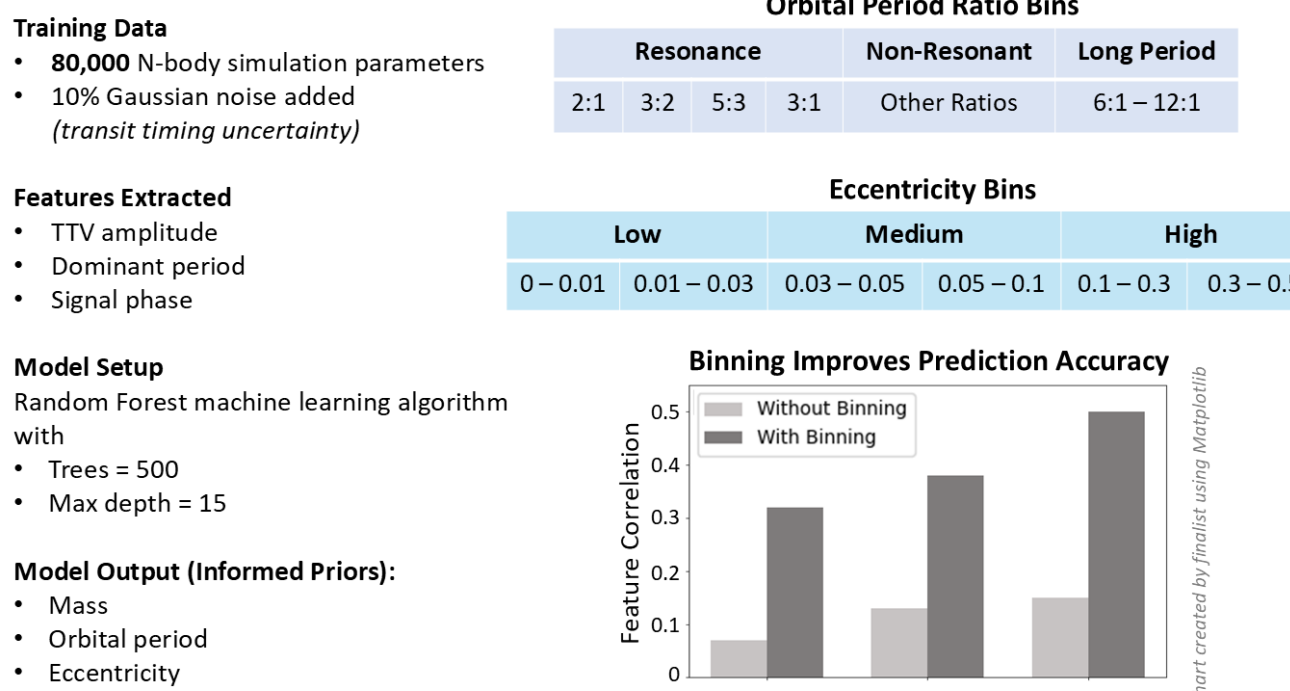 Training Data
• 80,000 N-body simulation parameters
• 10% Gaussian noise added
(transit timing uncertainty)
Features Extracted
• TTV amplitude
• Dominant period
• Signal phase
Model Setup
Random Forest machine learning algorithm
with
• Trees = 500
• Max depth = 15
Model Output (Informed Priors):
• Mass
• Orbital period
• Eccentricity
Orbital Period Ratio Bins
Resonance Non-Resonant Long Period
2:1 3:2 5:3 3:1 Other Ratios 6:1 – 12:1
Eccentricity Bins
Low Medium High
0 – 0.01 0.01 – 0.03 0.03 – 0.05 0.05 – 0.1 0.1 – 0.3 0.3 –
Binning Improves Prediction Accuracy
Without Binning
With Binning
Feature Correlation
0.5
0.4
0.3
0.2
0.1
0
created by finalist using Matplotlib